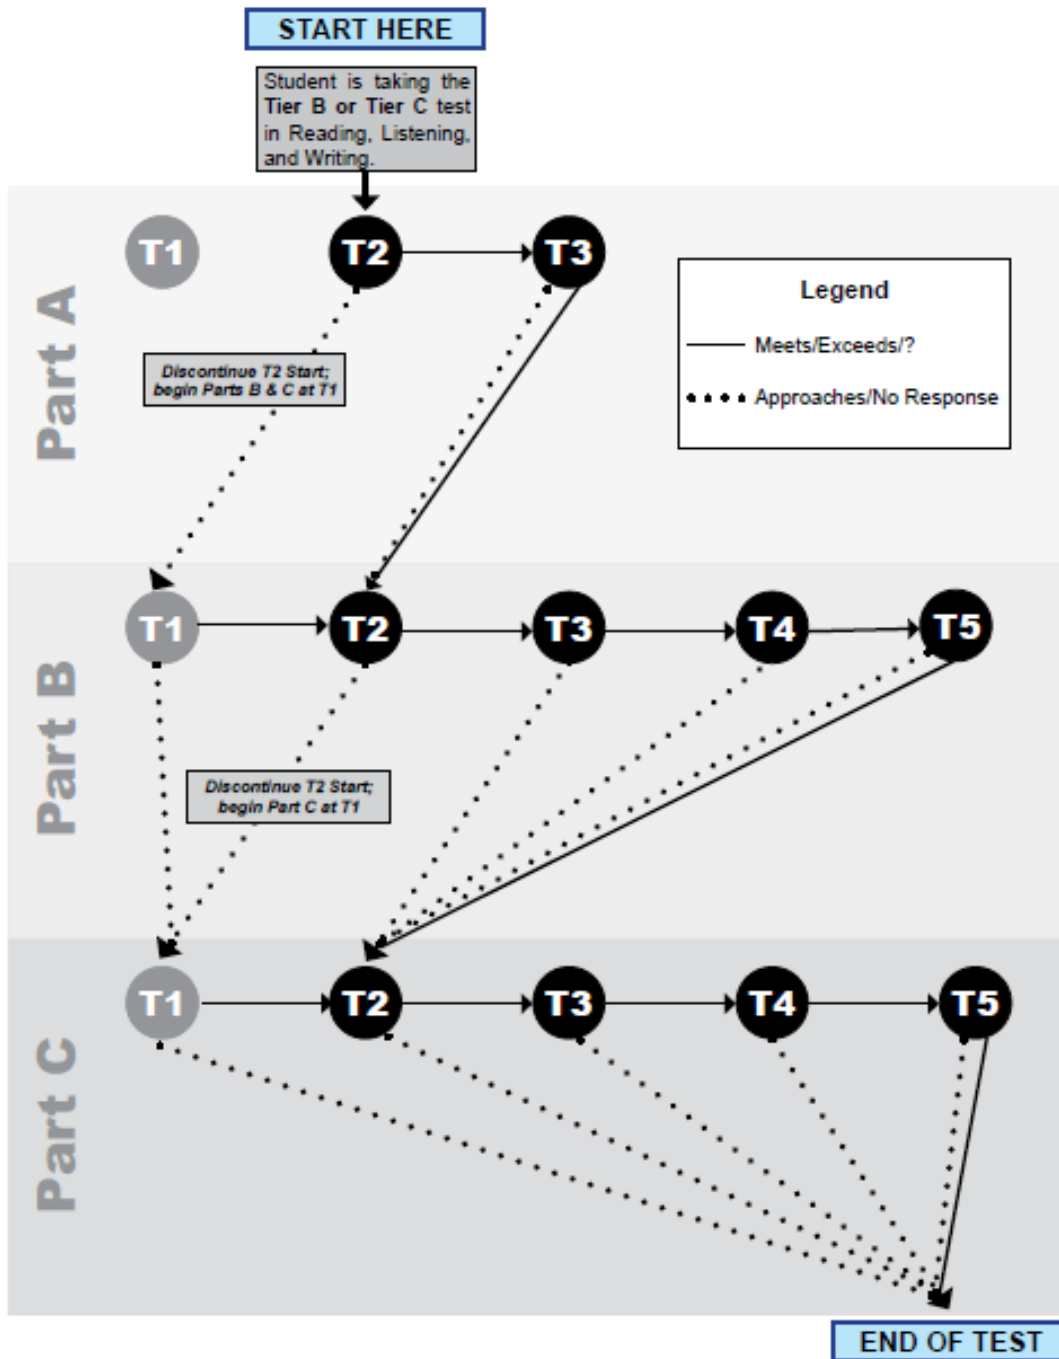 START HERE
Student is taking the
Tier B or Tier C test
in Reading, Listening,
and Writing.
Part A
T1
T2
T3
Legend
Meets/Exceeds/?
Approaches/No Response
Discontinue T2 Start;
begin Parts B & C at T1
Part B
T1
T2
T3
T4
T5
Discontinue T2 Start;
begin Part C at T1
Part C
T1
T2
T3
T4
T5
END OF TEST